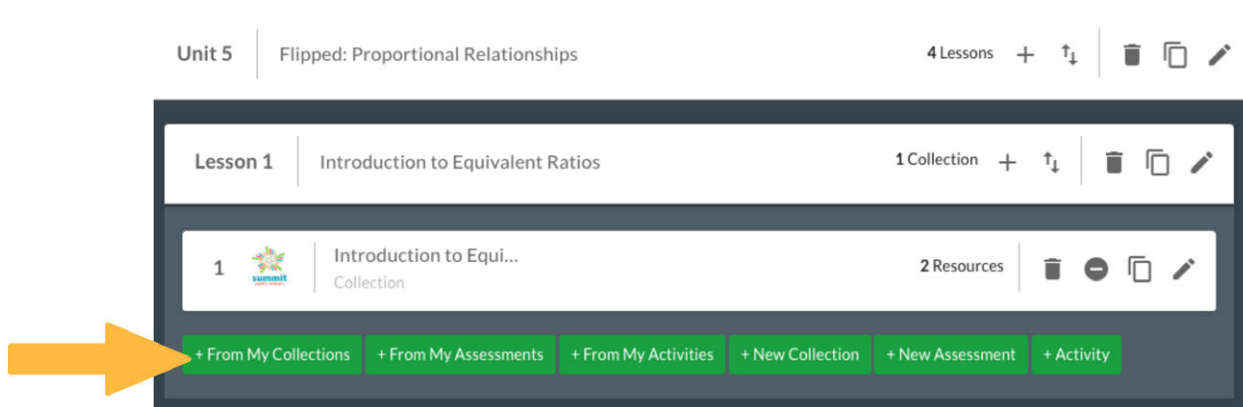 Unit 5 Flipped: Proportional Relationships 4 Lessons
Lesson 1 Introduction to Equivalent Ratios 1 Collection
1 summit Introduction to Equi... 2 Resources
Collection
+ From My Collections + From My Assessments + From My Activities + New Collection + New Assessment + Activity